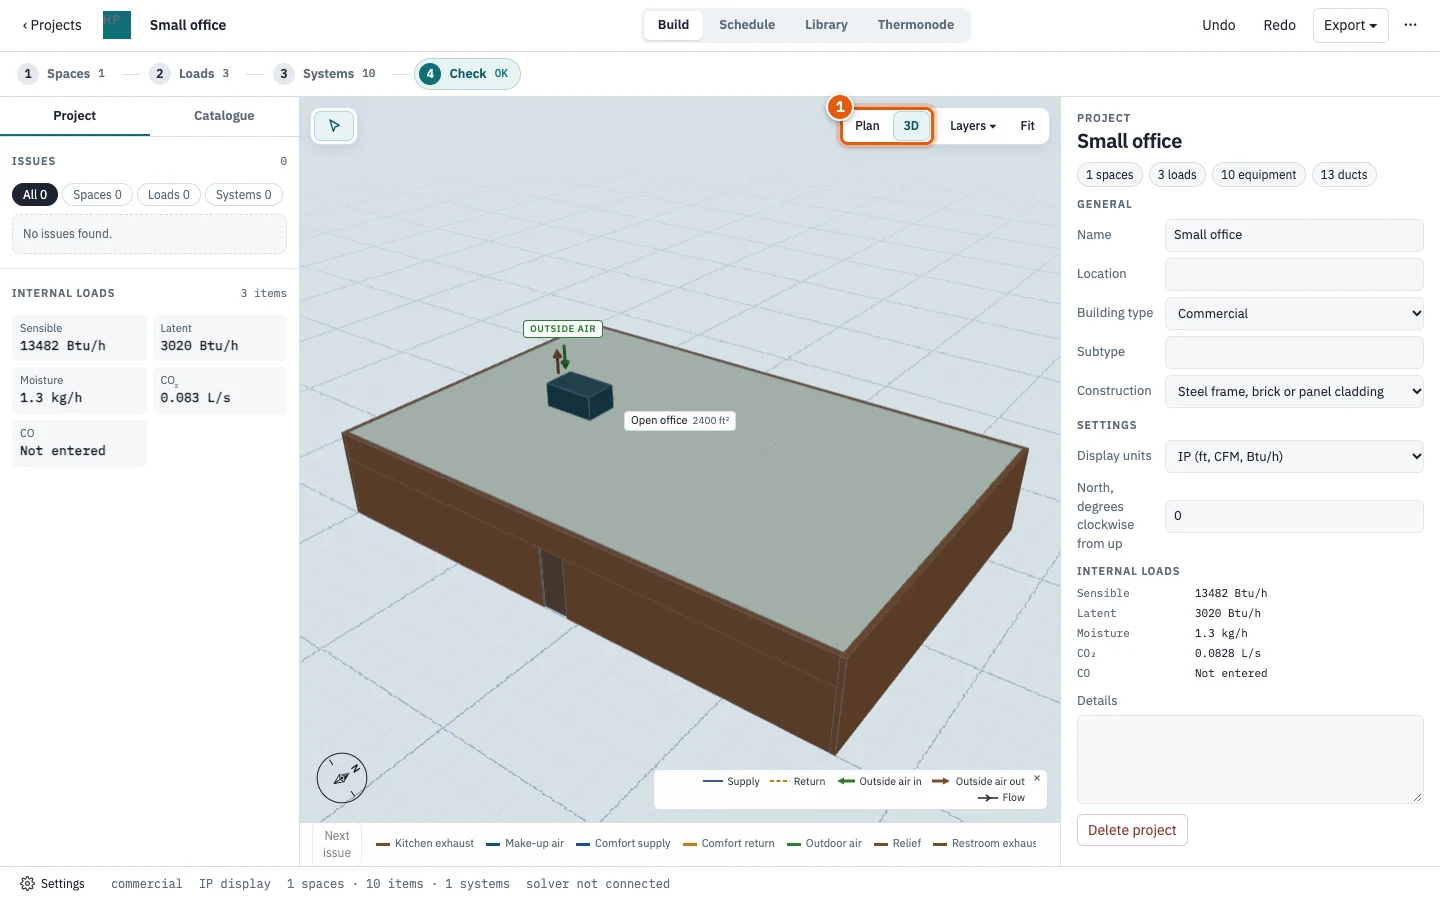 ‹ Projects
HP
Small office
Build
Schedule
Library
Thermonode
Undo
Redo
Export
1 Spaces 1
2 Loads 3
3 Systems 10
4 Check OK
Project
Catalogue
ISSUES 0
All 0
Spaces 0
Loads 0
Systems 0
No issues found.
INTERNAL LOADS 3 items
Sensible
13482 Btu/h
Latent
3020 Btu/h
Moisture
1.3 kg/h
CO₂
0.083 L/s
CO
Not entered
1
Plan
3D
Layers
Fit
OUTSIDE AIR
Open office 2400 ft²
N
Supply
Return
Outside air in
Outside air out
×
Flow
Next issue
Kitchen exhaust
Make-up air
Comfort supply
Comfort return
Outdoor air
Relief
Restroom exhaus
PROJECT
Small office
1 spaces
3 loads
10 equipment
13 ducts
GENERAL
Name Small office
Location
Building type Commercial
Subtype
Construction Steel frame, brick or panel cladding
SETTINGS
Display units IP (ft, CFM, Btu/h)
North, degrees clockwise from up 0
INTERNAL LOADS
Sensible 13482 Btu/h
Latent 3020 Btu/h
Moisture 1.3 kg/h
CO₂ 0.0828 L/s
CO Not entered
Details
Delete project
Settings
commercial
IP display
1 spaces · 10 items · 1 systems
solver not connected